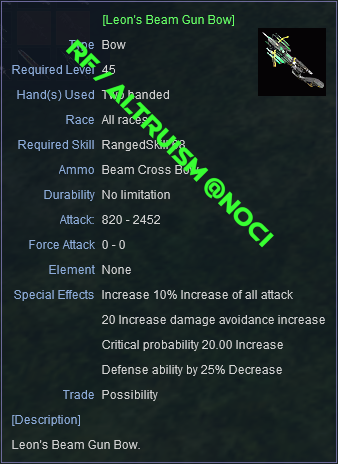 [Leon's Beam Gun Bow]
Type Bow
Required Level 45
Hand(s) Used Two handed
Race All races
Required Skill RangedSkill 53
Ammo Beam Cross Bow
Durability No limitation
Attack: 820 - 2452
Force Attack 0 - 0
Element None
Special Effects Increase 10% Increase of all attack
20 Increase damage avoidance increase
Critical probability 20.00 Increase
Defense ability by 25% Decrease
Trade Possibility
[Description]
Leon's Beam Gun Bow.
RF / ALTRUISM @NOCI